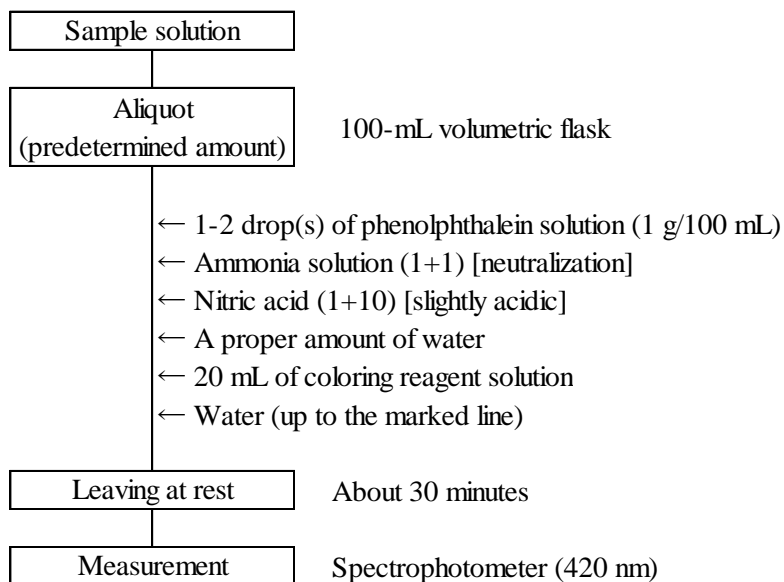 Sample solution
Aliquot
(predetermined amount)
100-mL volumetric flask
← 1-2 drop(s) of phenolphthalein solution (1 g/100 mL)
← Ammonia solution (1+1) [neutralization]
← Nitric acid (1+10) [slightly acidic]
← A proper amount of water
← 20 mL of coloring reagent solution
← Water (up to the marked line)
Leaving at rest
About 30 minutes
Measurement
Spectrophotometer (420 nm)